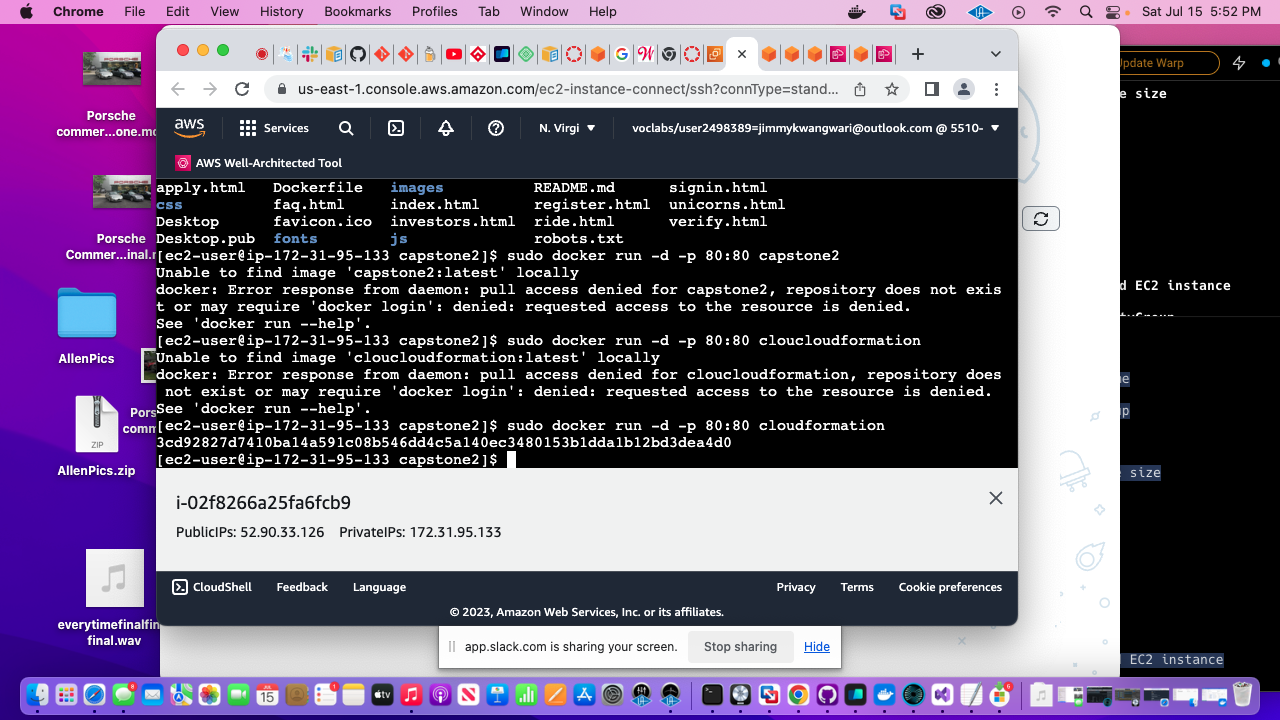 Chrome File Edit View History Bookmarks Profiles Tab Window Help Sat Jul 15 5:52 PM
us-east-1.console.aws.amazon.com/ec2-instance-connect/ssh?connType=stand...
Update Warp
aws Services N. Virgi voclabs/user2498389=jimmykwangwari@outlook.com @ 5510-
AWS Well-Architected Tool
apply.html Dockerfile images README.md signin.html
css faq.html index.html register.html unicorns.html
Desktop favicon.ico investors.html ride.html verify.html
Desktop.pub fonts js robots.txt
[ec2-user@ip-172-31-95-133 capstone2]$ sudo docker run -d -p 80:80 capstone2
Unable to find image 'capstone2:latest' locally
docker: Error response from daemon: pull access denied for capstone2, repository does not exis
t or may require 'docker login': denied: requested access to the resource is denied.
See 'docker run --help'.
[ec2-user@ip-172-31-95-133 capstone2]$ sudo docker run -d -p 80:80 cloucloudformation
Unable to find image 'cloucloudformation:latest' locally
docker: Error response from daemon: pull access denied for cloucloudformation, repository does
not exist or may require 'docker login': denied: requested access to the resource is denied.
See 'docker run --help'.
[ec2-user@ip-172-31-95-133 capstone2]$ sudo docker run -d -p 80:80 cloudformation
3cd92827d7410ba14a591c08b546dd4c5a140ec3480153b1dda1b12bd3dea4d0
[ec2-user@ip-172-31-95-133 capstone2]$
i-02f8266a25fa6fcb9
PublicIPs: 52.90.33.126 PrivateIPs: 172.31.95.133
CloudShell Feedback Language Privacy Terms Cookie preferences
© 2023, Amazon Web Services, Inc. or its affiliates.
app.slack.com is sharing your screen. Stop sharing Hide
Porsche
commer...one.mo
Porsche
Commer...inal.m
AllenPics
Pors
comm
ZIP
AllenPics.zip
everytimefinalfin
final.wav
e size
d EC2 instance
ne
up
e size
d EC2 instance
JUL
15